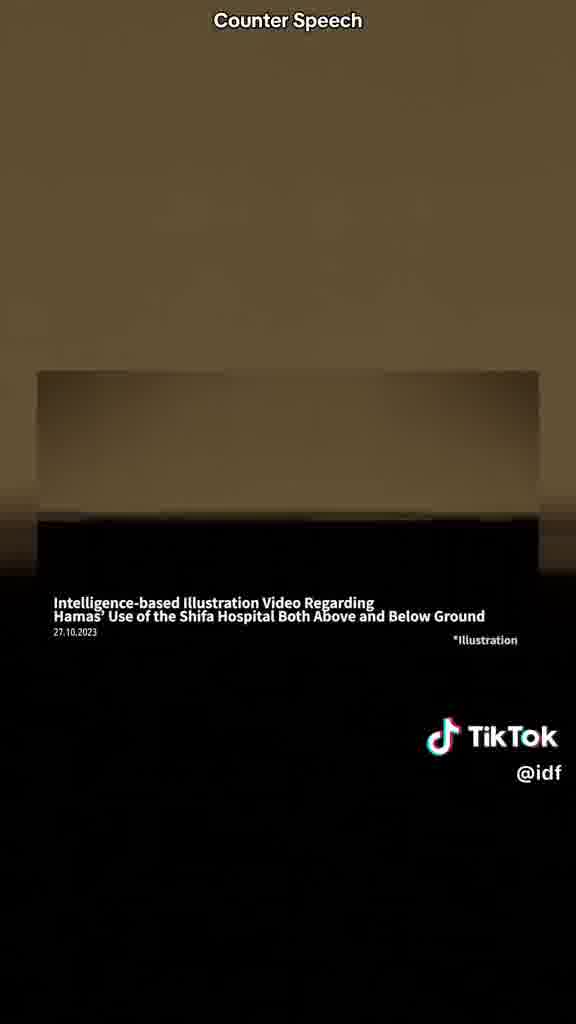 Counter Speech
Intelligence-based Illustration Video Regarding
Hamas' Use of the Shifa Hospital Both Above and Below Ground
27.10.2023
*Illustration
TikTok
@idf